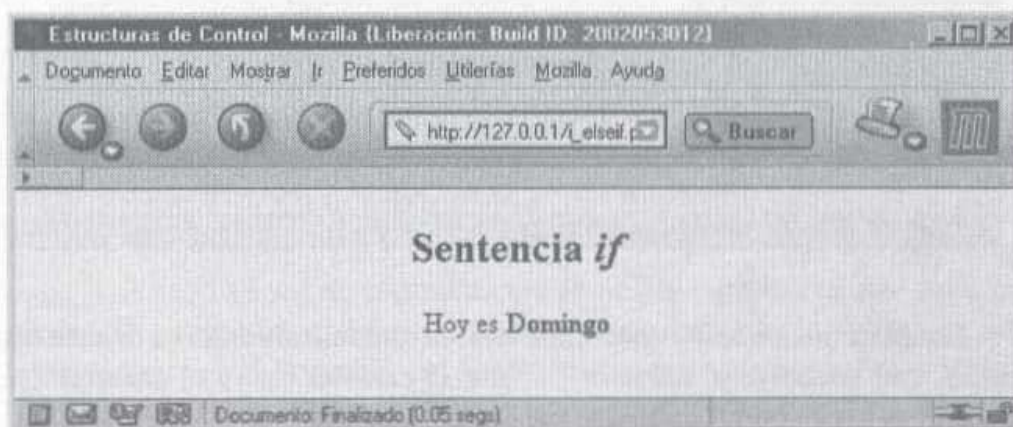 Estructuras de Control - Mozilla {Liberación: Build ID: 2002053012}
Documento Editar Mostrar Ir Preferidos Utilerías Mozilla Ayuda
http://127.0.0.1/i_elseif.p
Buscar
Sentencia if
Hoy es Domingo
Documento: Finalizado (0.05 segs)